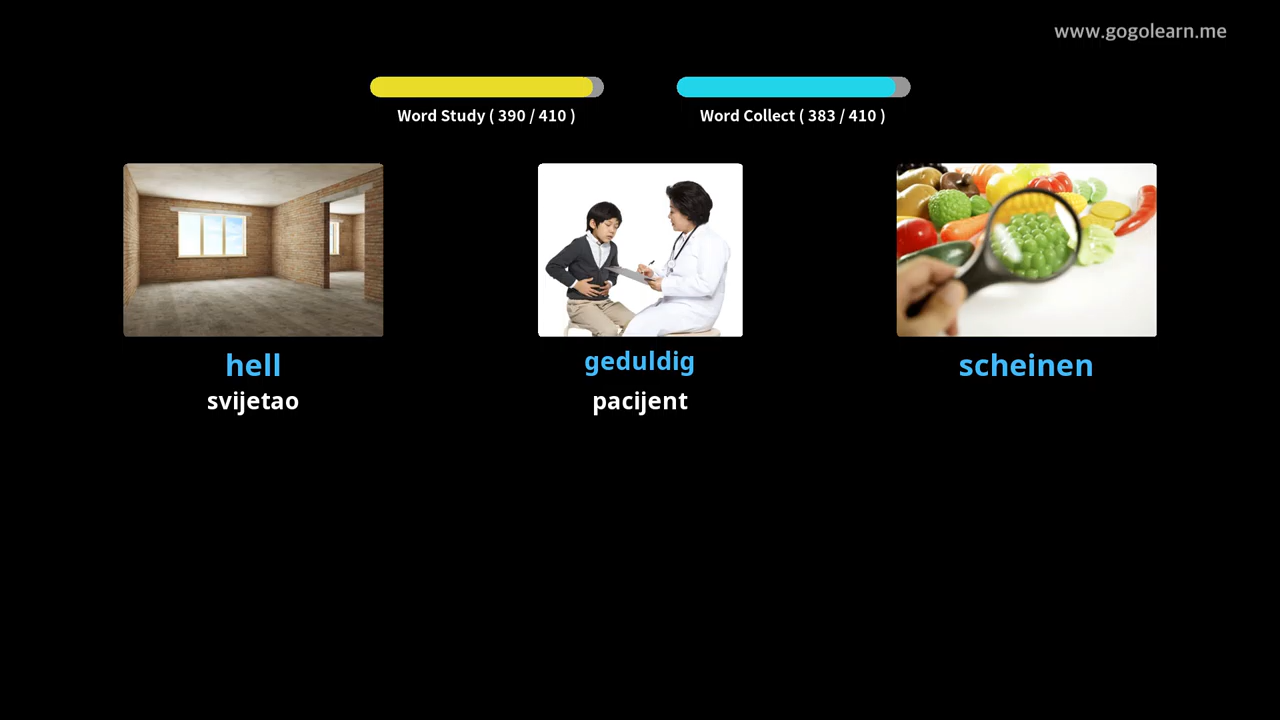 www.gogolearn.me
Word Study ( 390 / 410 )
Word Collect ( 383 / 410 )
hell
svijetao
geduldig
pacijent
scheinen